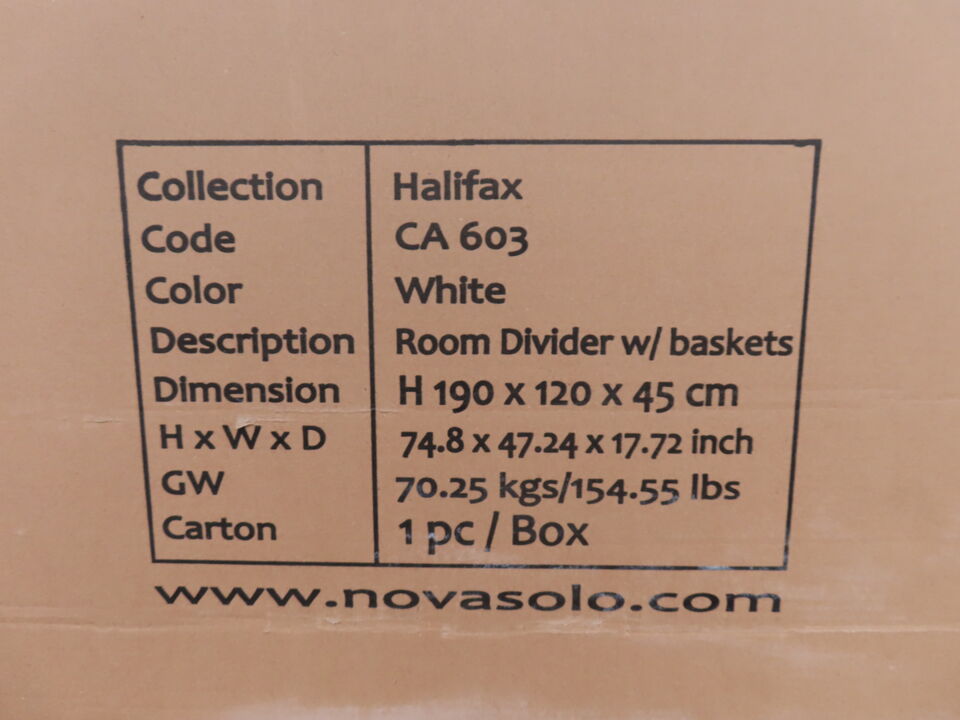 Collection Halifax
Code CA 603
Color White
Description Room Divider w/ baskets
Dimension H 190 x 120 x 45 cm
H x W x D 74.8 x 47.24 x 17.72 inch
GW 70.25 kgs/154.55 lbs
Carton 1 pc / Box
www.novasolo.com